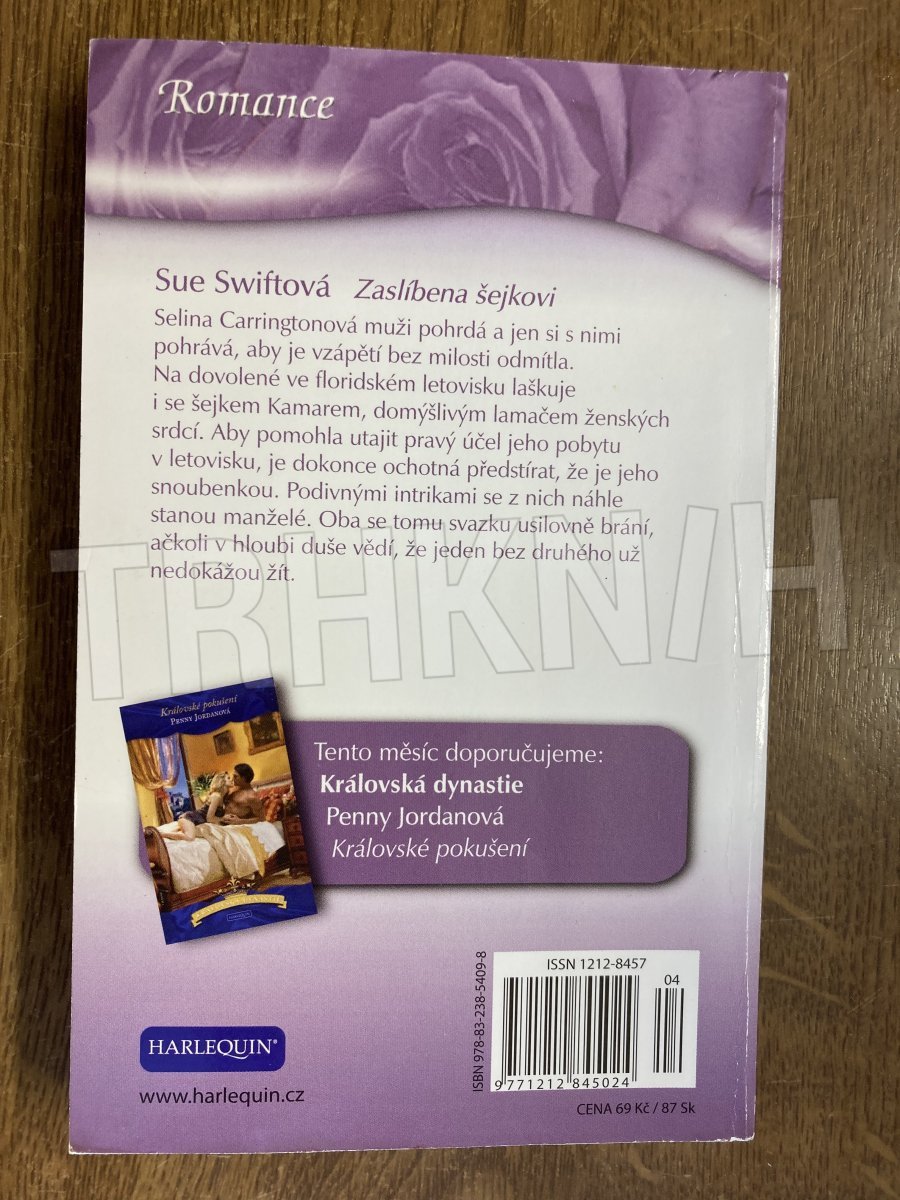 Romance
Sue Swiftová Zaslíbena šejkovi
Selina Carringtonová muži pohrdá a jen si s nimi
pohrává, aby je vzápětí bez milosti odmítla.
Na dovolené ve floridském letovisku laškuje
i se šejkem Kamarem, domýšlivým lamačem ženských
srdcí. Aby pomohla utajit pravý účel jeho pobytu
v letovisku, je dokonce ochotná předstírat, že je jeho
snoubenkou. Podivnými intrikami se z nich náhle
stanou manželé. Oba se tomu svazku usilovně brání,
ačkoli v hloubi duše vědí, že jeden bez druhého už
nedokážou žít.
TRHKNIH
Královské pokušení
Penny Jordanová
HARLEQUIN
Tento měsíc doporučujeme:
Královská dynastie
Penny Jordanová
Královské pokušení
ISBN 978-83-238-5409-8
ISSN 1212-8457
04
9 771212 845024
CENA 69 Kč / 87 Sk
HARLEQUIN®
www.harlequin.cz